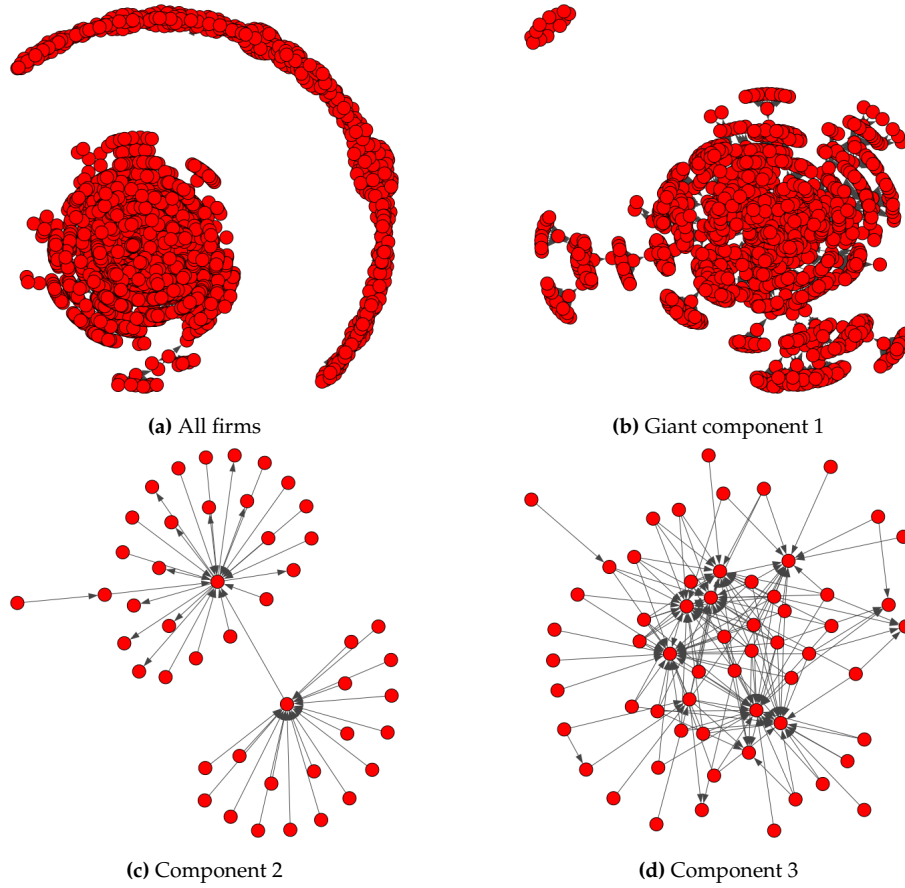 (a) All firms
(b) Giant component 1
(c) Component 2
(d) Component 3